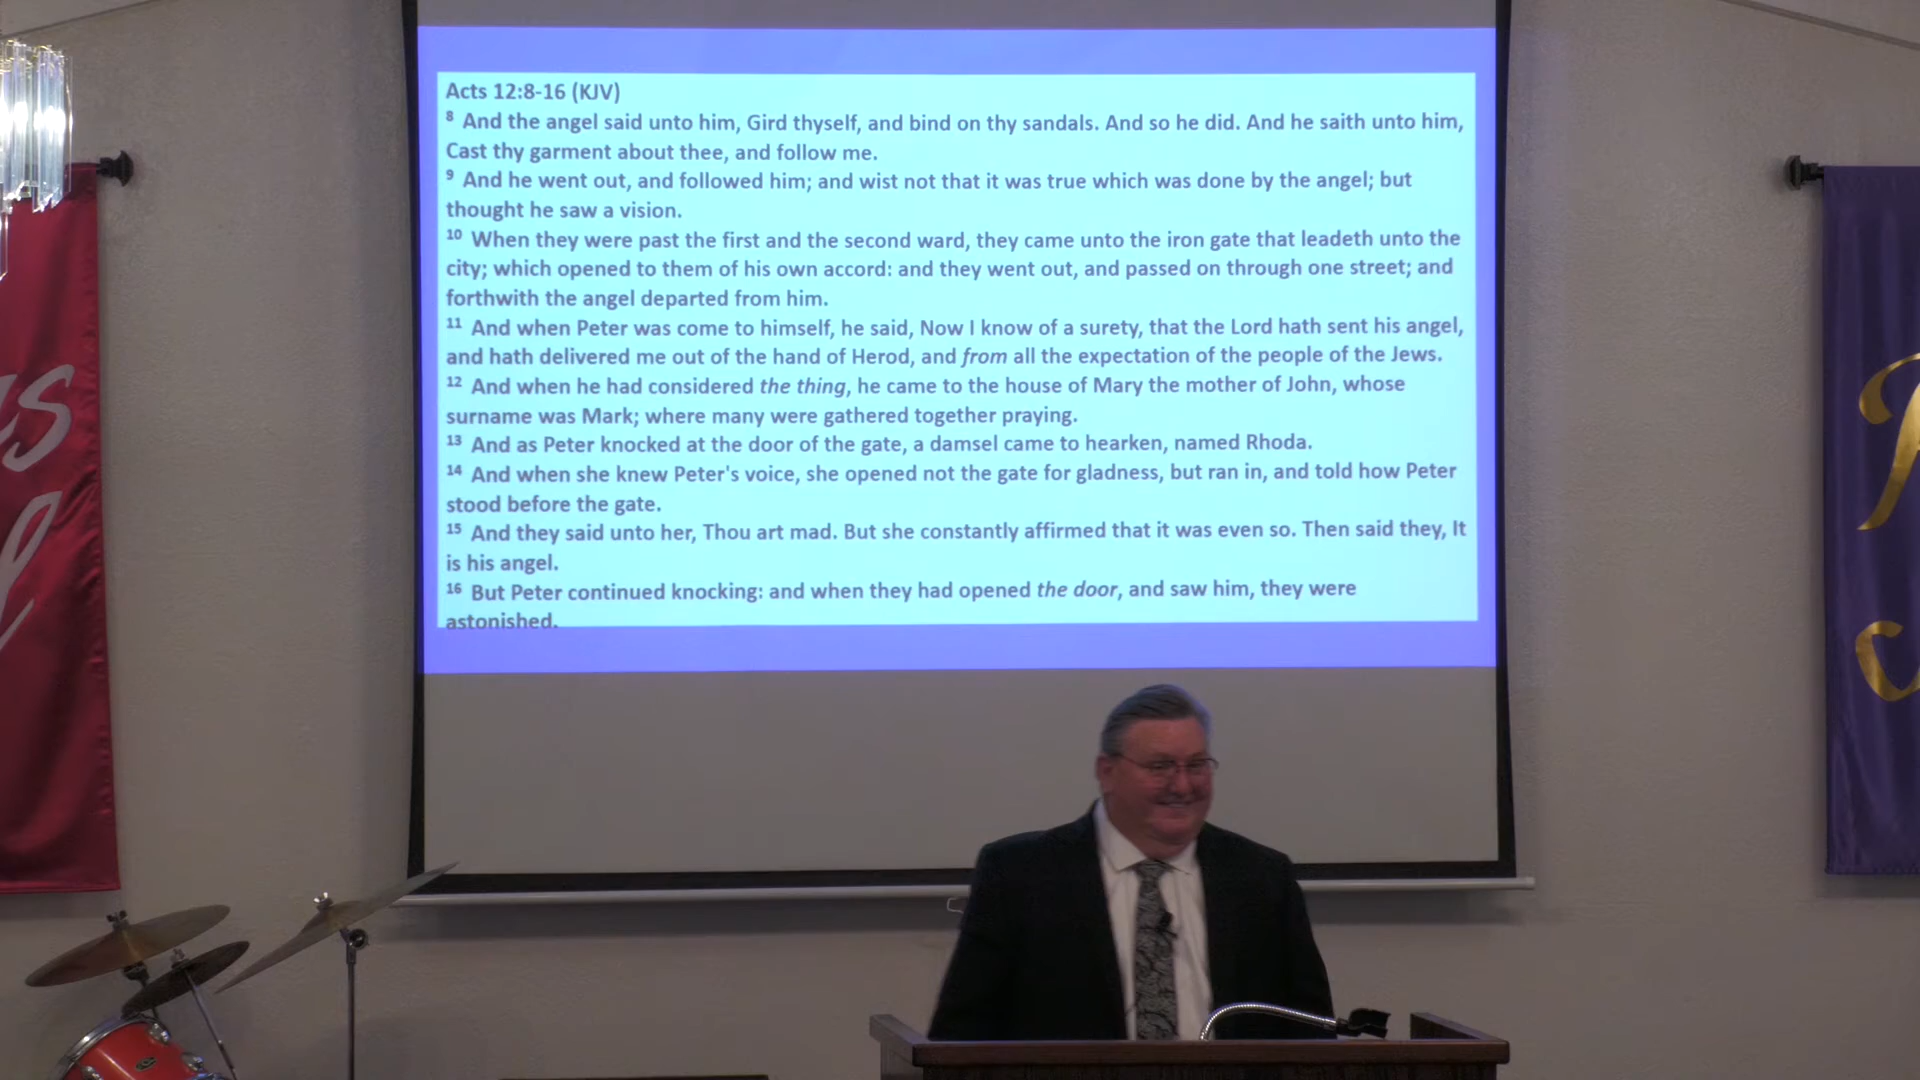 Acts 12:8-16 (KJV)
8 And the angel said unto him, Gird thyself, and bind on thy sandals. And so he did. And he saith unto him,
Cast thy garment about thee, and follow me.
9 And he went out, and followed him; and wist not that it was true which was done by the angel; but
thought he saw a vision.
10 When they were past the first and the second ward, they came unto the iron gate that leadeth unto the
city; which opened to them of his own accord: and they went out, and passed on through one street; and
forthwith the angel departed from him.
11 And when Peter was come to himself, he said, Now I know of a surety, that the Lord hath sent his angel,
and hath delivered me out of the hand of Herod, and from all the expectation of the people of the Jews.
12 And when he had considered the thing, he came to the house of Mary the mother of John, whose
surname was Mark; where many were gathered together praying.
13 And as Peter knocked at the door of the gate, a damsel came to hearken, named Rhoda.
14 And when she knew Peter's voice, she opened not the gate for gladness, but ran in, and told how Peter
stood before the gate.
15 And they said unto her, Thou art mad. But she constantly affirmed that it was even so. Then said they, It
is his angel.
16 But Peter continued knocking: and when they had opened the door, and saw him, they were
astonished.